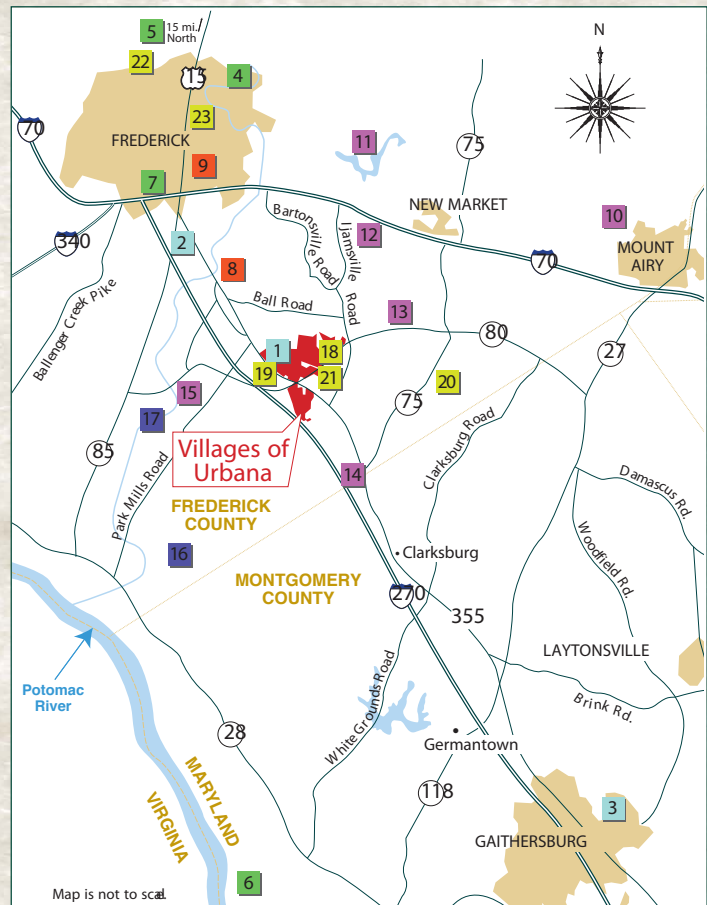 5
15 mi./
North
N
22
15
4
23
70
FREDERICK
11
75
9
7
NEW MARKET
10
Bartonsville Road
Ijamsville Road
12
340
2
MOUNT
AIRY
70
8
Ballenger Creek Pike
Ball Road
13
80
1
18
27
19
21
20
15
75
17
Villages of
Urbana
Clarksburg Road
85
Park Mills Road
14
Damascus Rd.
FREDERICK
COUNTY
Woodfield Rd.
16
Clarksburg
MONTGOMERY
COUNTY
270
355
LAYTONSVILLE
Potomac
River
White Grounds Road
Brink Rd.
28
Germantown
MARYLAND
VIRGINIA
118
3
GAITHERSBURG
6
Map is not to scal.